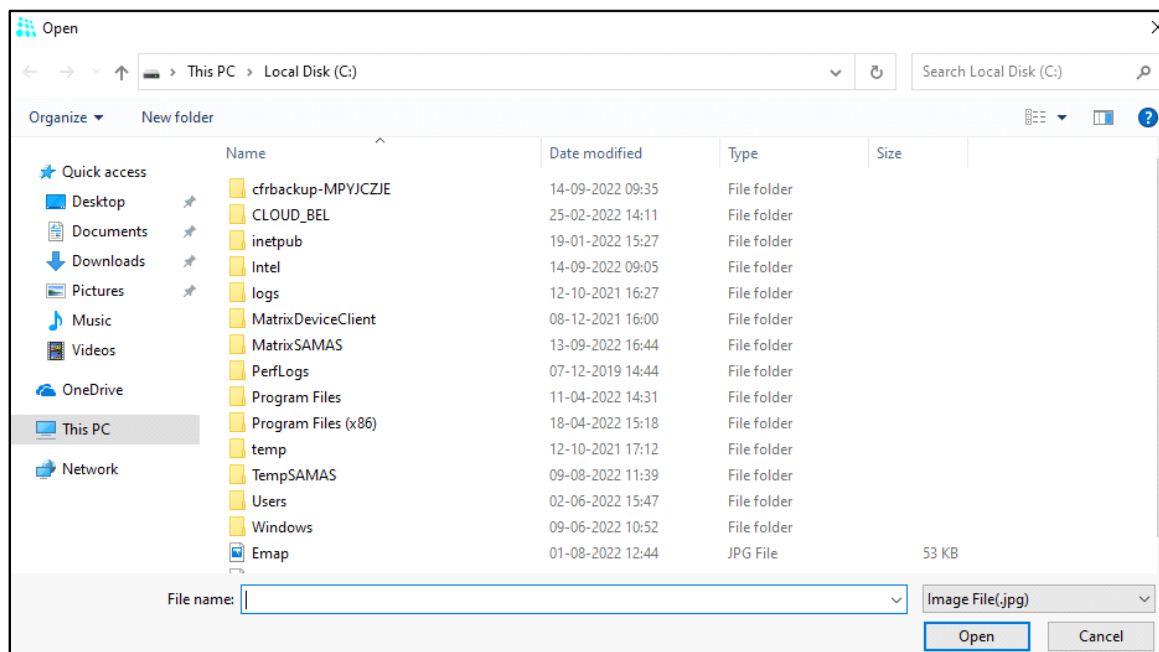 Open
This PC > Local Disk (C:)
Search Local Disk (C:)
Organize
New folder
?
Name Date modified Type Size
Quick access
Desktop
Documents
Downloads
Pictures
Music
Videos
OneDrive
This PC
Network
cfrbackup-MPYJCZJE 14-09-2022 09:35 File folder
CLOUD_BEL 25-02-2022 14:11 File folder
inetpub 19-01-2022 15:27 File folder
Intel 14-09-2022 09:05 File folder
logs 12-10-2021 16:27 File folder
MatrixDeviceClient 08-12-2021 16:00 File folder
MatrixSAMAS 13-09-2022 16:44 File folder
PerfLogs 07-12-2019 14:44 File folder
Program Files 11-04-2022 14:31 File folder
Program Files (x86) 18-04-2022 15:18 File folder
temp 12-10-2021 17:12 File folder
TempSAMAS 09-08-2022 11:39 File folder
Users 02-06-2022 15:47 File folder
Windows 09-06-2022 10:52 File folder
Emap 01-08-2022 12:44 JPG File 53 KB
File name:
Image File(.jpg)
Open
Cancel